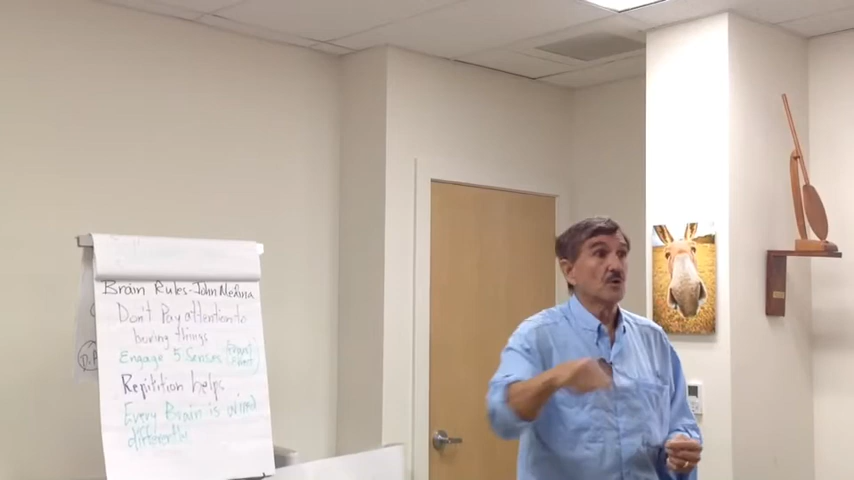 Brain Rules - John Medina
Don't Pay attention to
boring things
Engage 5 Senses
Repitition helps
Every Brain is wired
differently